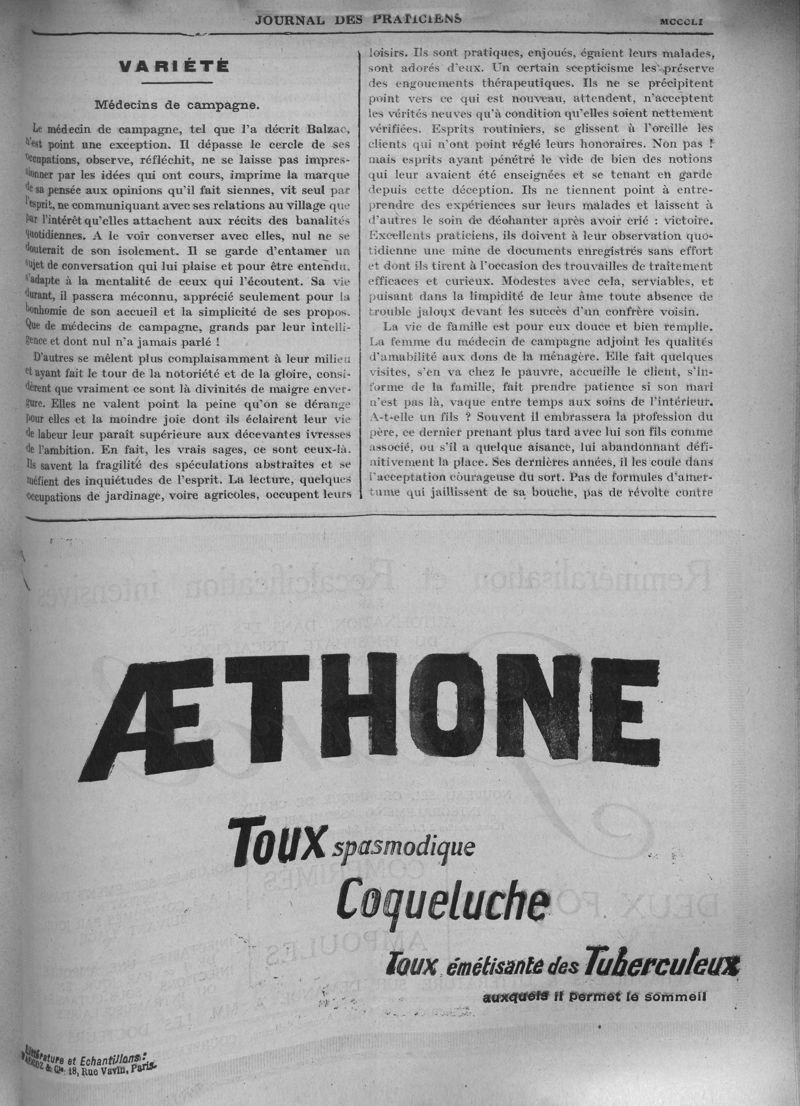 JOURNAL DES PRATICIENS
MCCCLI
VARIÉTÉ
Médecins de campagne.
Le médecin de campagne, tel que l'a décrit Balzac,
n'est point une exception. Il dépasse le cercle de ses
occupations, observe, réfléchit, ne se laisse pas impres-
sionner par les idées qui ont cours, imprime la marque
de sa pensée aux opinions qu'il fait siennes, vit seul par
l'esprit, ne communiquant avec ses relations au village que
par l'intérêt qu'elles attachent aux récits des banalités
quotidiennes. A le voir converser avec elles, nul ne se
douterait de son isolement. Il se garde d'entamer un
sujet de conversation qui lui plaise et pour être entendu,
s'adapte à la mentalité de ceux qui l'écoutent. Sa vie
durant, il passera méconnu, apprécié seulement pour la
bonhomie de son accueil et la simplicité de ses propos.
Que de médecins de campagne, grands par leur intelli-
gence et dont nul n'a jamais parlé !
D'autres se mêlent plus complaisamment à leur milieu
et ayant fait le tour de la notoriété et de la gloire, consi-
dèrent que vraiment ce sont là divinités de maigre enver-
gure. Elles ne valent point la peine qu'on se dérange
pour elles et la moindre joie dont ils éclairent leur vie
de labeur leur paraît supérieure aux décevantes ivresses
de l'ambition. En fait, les vrais sages, ce sont ceux-là.
Ils savent la fragilité des spéculations abstraites et se
méfient des inquiétudes de l'esprit. La lecture, quelques
occupations de jardinage, voire agricoles, occupent leurs
loisirs. Ils sont pratiques, enjoués, égaient leurs malades,
sont adorés d'eux. Un certain scepticisme les préserve
des engouements thérapeutiques. Ils ne se précipitent
point vers ce qui est nouveau, attendent, n'acceptent
les vérités neuves qu'à condition qu'elles soient nettement
vérifiées. Esprits routiniers, se glissent à l'oreille les
clients qui n'ont point réglé leurs honoraires. Non pas !
mais esprits ayant pénétré le vide de bien des notions
qui leur avaient été enseignées et se tenant en garde
depuis cette déception. Ils ne tiennent point à entre-
prendre des expériences sur leurs malades et laissent à
d'autres le soin de déchanter après avoir crié : victoire.
Excellents praticiens, ils doivent à leur observation quo-
tidienne une mine de documents enregistrés sans effort
et dont ils tirent à l'occasion des trouvailles de traitement
efficaces et curieux. Modestes avec cela, serviables, et
puisant dans la limpidité de leur âme toute absence de
trouble jaloux devant les succès d'un confrère voisin.
La vie de famille est pour eux douce et bien remplie.
La femme du médecin de campagne adjoint les qualités
d'amabilité aux dons de la ménagère. Elle fait quelques
visites, s'en va chez le pauvre, accueille le client, s'in-
forme de la famille, fait prendre patience si son mari
n'est pas là, vaque entre temps aux soins de l'intérieur.
A-t-elle un fils ? Souvent il embrassera la profession du
père, ce dernier prenant plus tard avec lui son fils comme
associé, ou s'il a quelque aisance, lui abandonnant défi-
nitivement la place. Ses dernières années, il les coule dans
l'acceptation courageuse du sort. Pas de formules d'amer-
tume qui jaillissent de sa bouche, pas de révolte contre
ÆTHONE
Toux spasmodique
Coqueluche
Toux émétisante des Tuberculeux
auxquels il permet le sommeil
Littérature et Echantillons :
& Cie. 18, Rue Vavin, Paris.